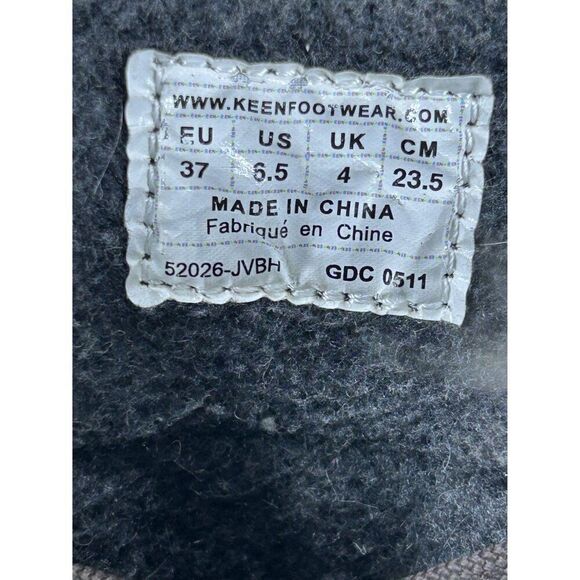 WWW.KEENFOOTWEAR.COM
EU US UK CM
37 6.5 4 23.5
MADE IN CHINA
Fabriqué en Chine
52026-JVBH GDC 0511